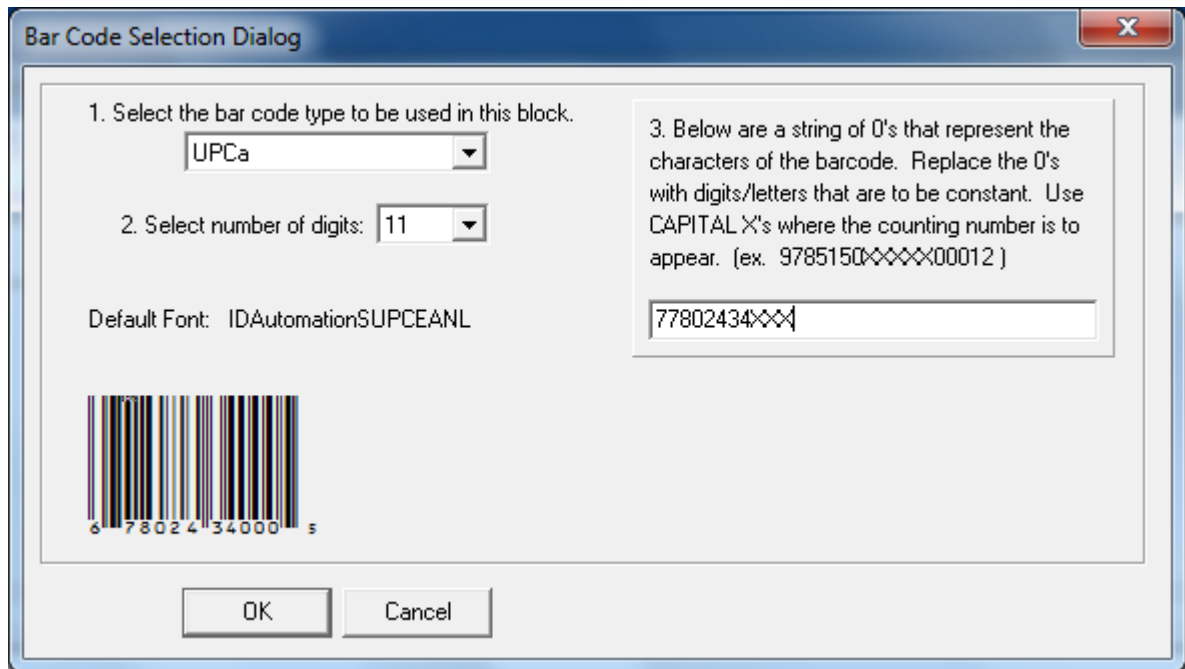 Bar Code Selection Dialog
X
1. Select the bar code type to be used in this block.
UPCa
2. Select number of digits: 11
Default Font: IDAutomationSUPCEANL
6 78024 34000 5
3. Below are a string of 0's that represent the
characters of the barcode. Replace the 0's
with digits/letters that are to be constant. Use
CAPITAL X's where the counting number is to
appear. (ex. 9785150XXXXX00012 )
77802434XXX
OK
Cancel